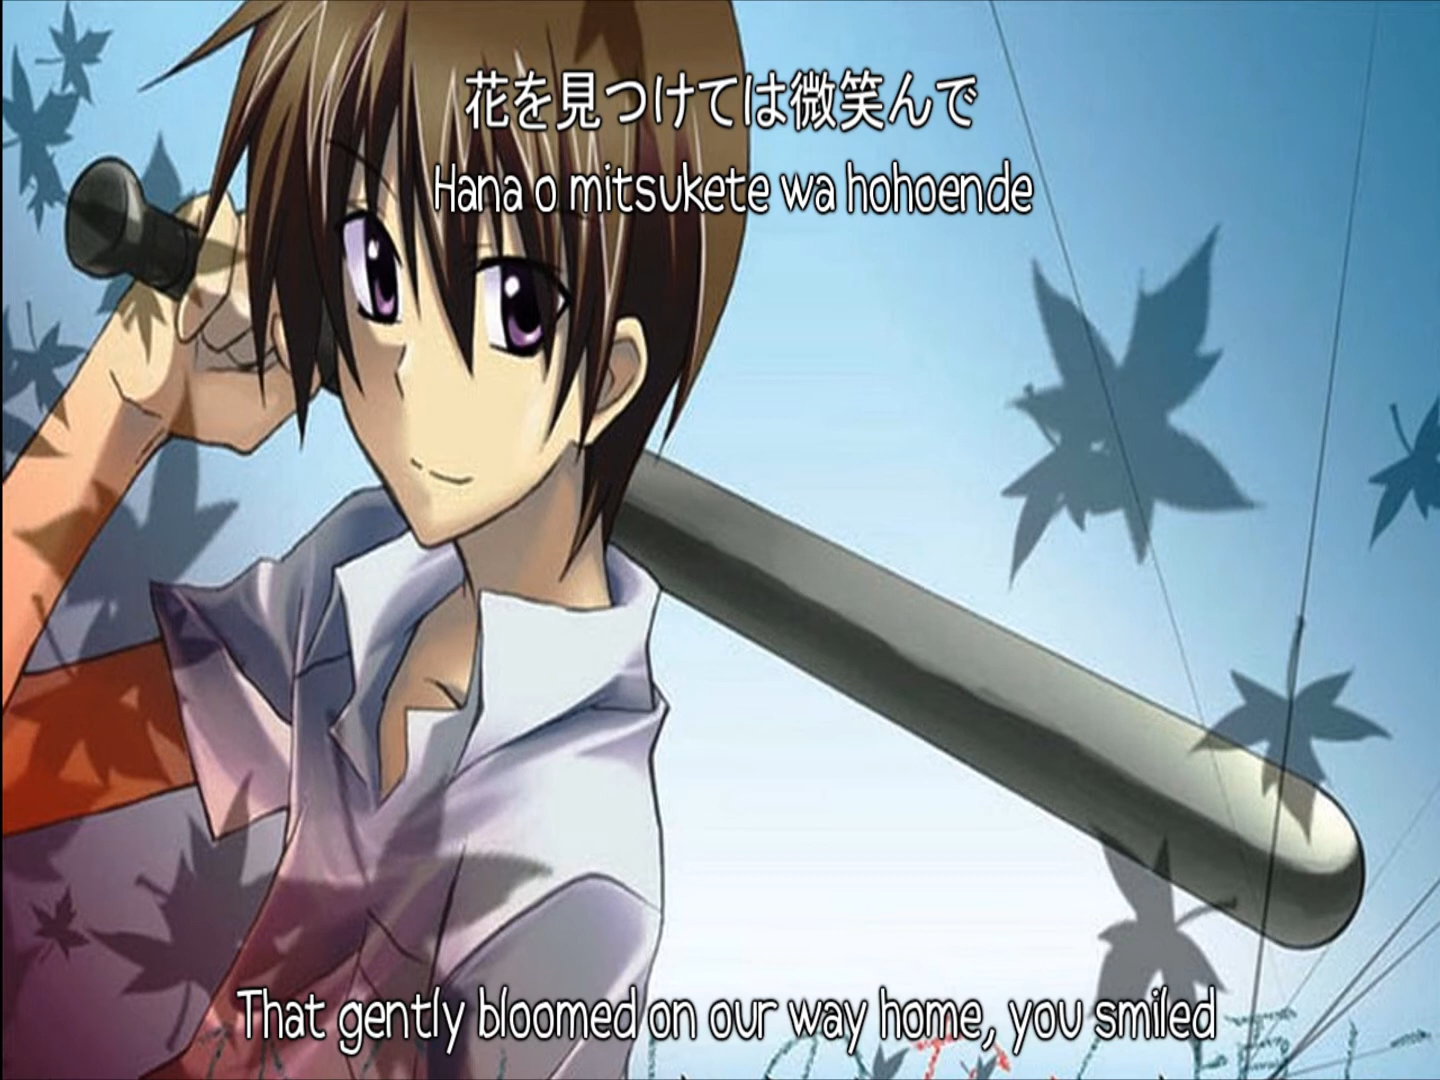 花を見つけては微笑んで
Hana o mitsukete wa hohoende
That gently bloomed on our way home, you smiled